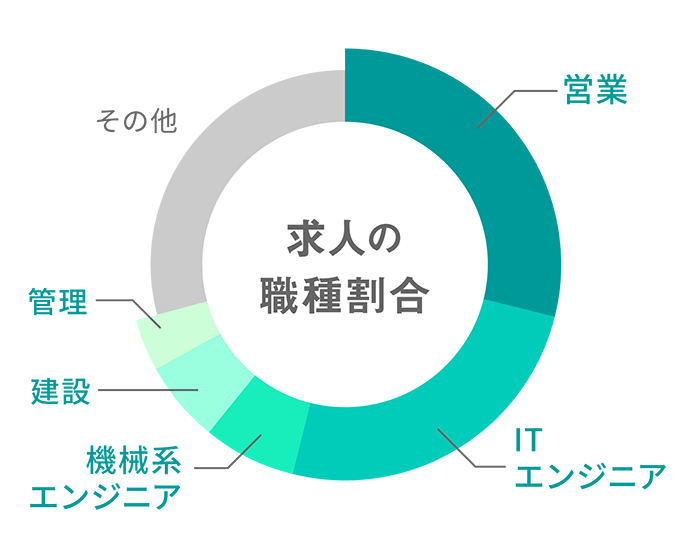 求人の
職種割合
営業
IT
エンジニア
機械系
エンジニア
建設
管理
その他